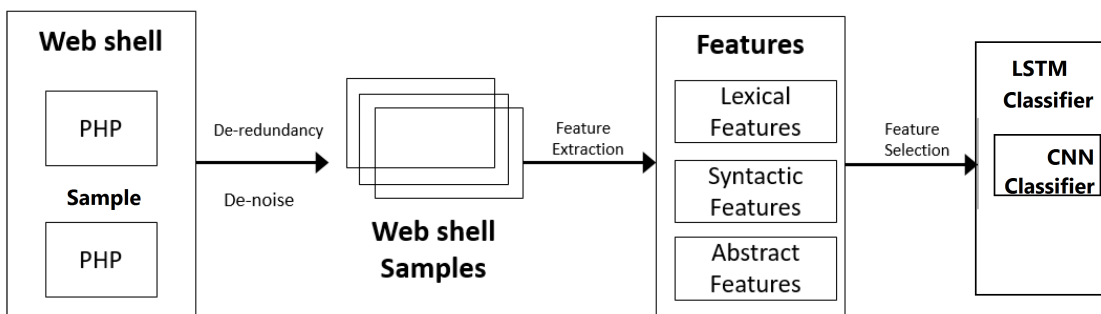 Web shell
PHP
Sample
PHP
De-redundancy
De-noise
Web shell
Samples
Feature
Extraction
Features
Lexical
Features
Syntactic
Features
Abstract
Features
Feature
Selection
LSTM
Classifier
CNN
Classifier